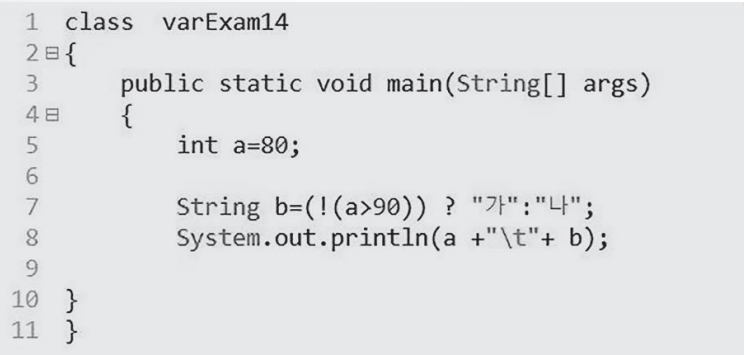 1 class varExam14
2 {
3 public static void main(String[] args)
4 {
5 int a=80;
6
7 String b=(!(a>90)) ? "가":"나";
8 System.out.println(a +"\t"+ b);
9
10 }
11 }